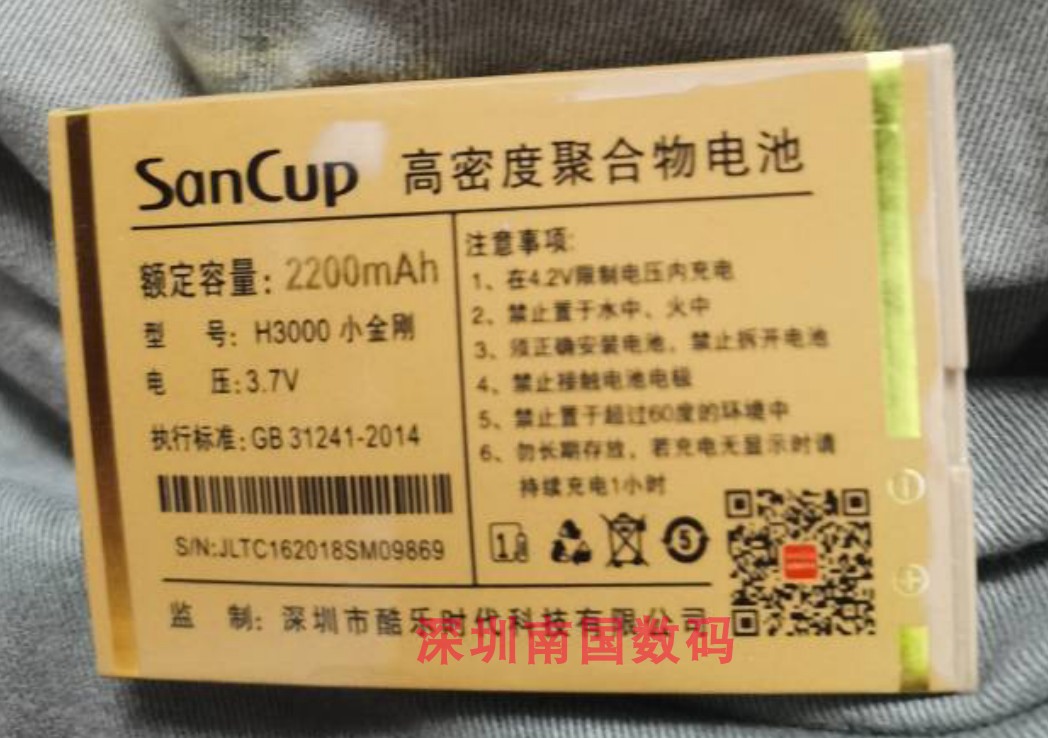 SanCup 高密度聚合物电池
额定容量: 2200mAh
型 号: H3000 小金刚
电 压: 3.7V
执行标准: GB 31241-2014
S/N:JLTC162018SM09869
注意事项:
1、在4.2V限制电压内充电
2、禁止置于水中、火中
3、须正确安装电池，禁止拆开电池
4、禁止接触电池电极
5、禁止置于超过60度的环境中
6、勿长期存放，若充电无显示时请
持续充电1小时
5
监 制: 深圳市酷乐时代科技有限公司
深圳南国数码